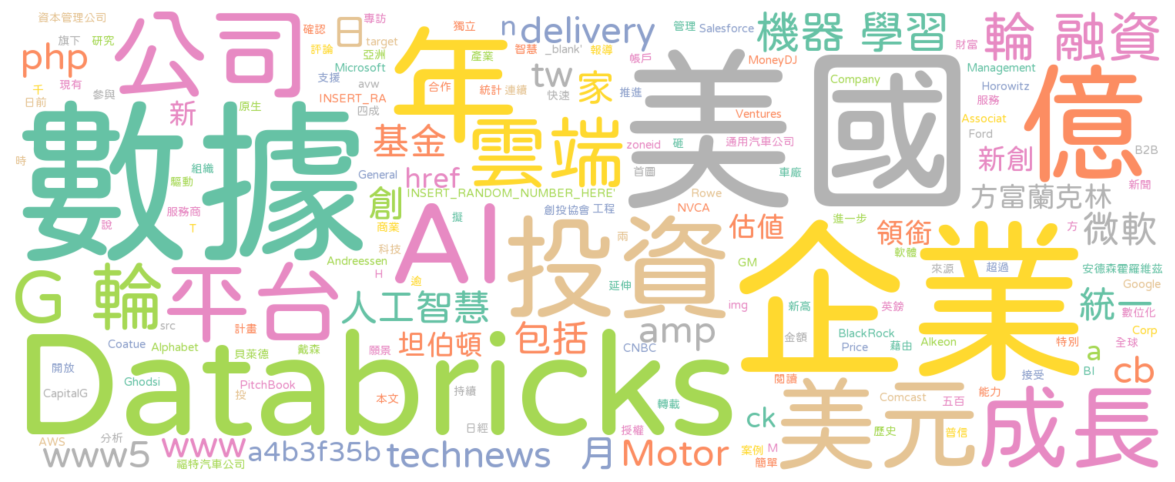 資本管理公司
公司
確認
專訪
日
獨立
n
delivery
管理
Salesforce
機器 學習
財富
輪 融資
旗下
研究
評論
target
年
智慧
_blank'
報導
MoneyDJ
php
現有
亞洲
產業
tw
家
帳戶
美
國
Company
Management
億
支援
Microsoft
avw
合作
統計
連續
快速
推進
Horowitz
千
日前
參與
新
原生
INSERT_RA
四成
雲端
Ventures
服務
Associat
Ford
數據
基金
zoneid
砸
通用汽車公司
新創
B2B
時
組織
General
href
首圖
車廠
新聞
驅動
創
INSERT_RANDOM_NUMBER_HERE'
Rowe
方富蘭克林
說
服務商
T
商業
AI
創投協會
工程
NVCA
估值
進一步
領銜
方
微軟
科技
擬
投資
兩
企業
軟體
Andreessen
H
追
GM
來源
超過
安德森霍羅維茲
G 輪
平台
人工智慧
延伸
img
新高
英鎊
Google
統一
數位化
src
計畫
坦伯頓
包括
amp
金額
BlackRock
Price
藉由
Alkeon
特別
Corp
全球
Coatue
Alphabet
貝萊德
戴森
願景
CNBC
閱讀
接受
a
BI
cb
開放
Ghodsi
PitchBook
Databricks
持續
本文
轉載
美元
Comcast
五百
能力
成長
CapitalG
投
日經
授權
ck
歷史
普信
AWS
分析
www5
www
福特汽車公司
a4b3f35b
technews
月
Motor
案例
M
簡單